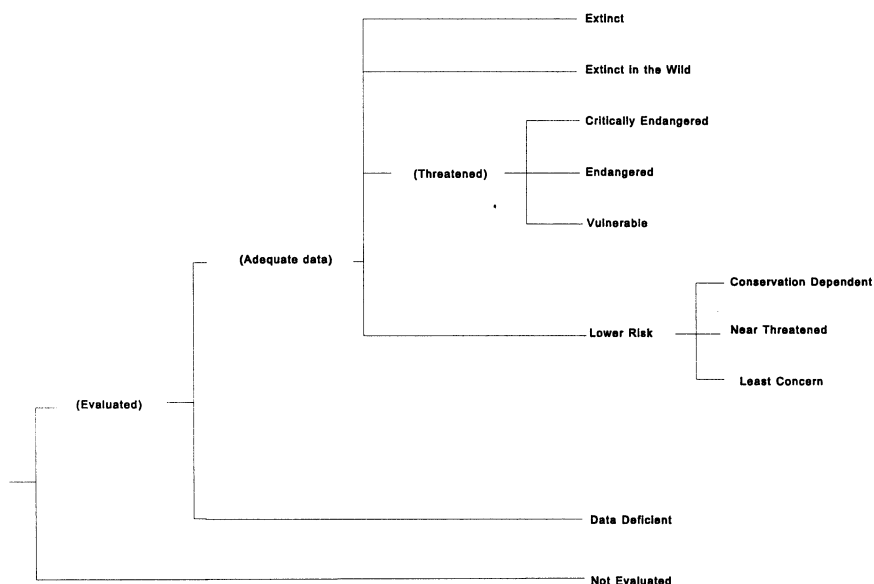 Extinct
Extinct in the Wild
Critically Endangered
(Threatened)
Endangered
Vulnerable
(Adequate data)
Conservation Dependent
Lower Risk
Near Threatened
Least Concern
(Evaluated)
Data Deficient
Not Evaluated